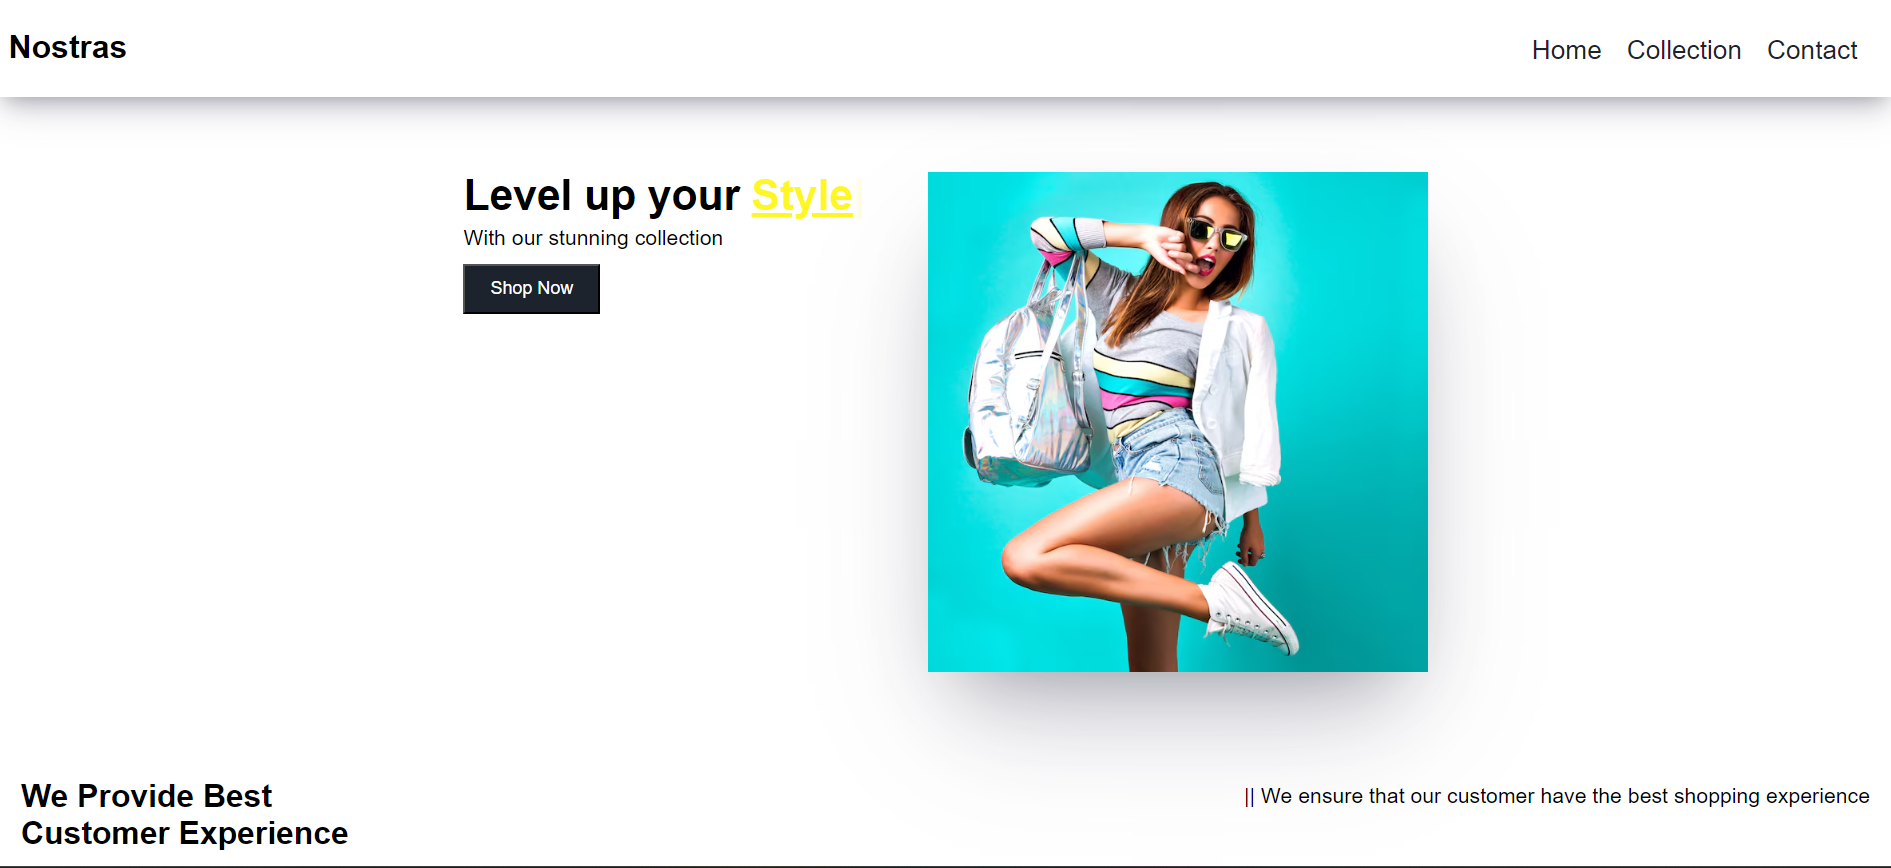 Nostras
Home Collection Contact
Level up your Style
With our stunning collection
Shop Now
We Provide Best
Customer Experience
|| We ensure that our customer have the best shopping experience